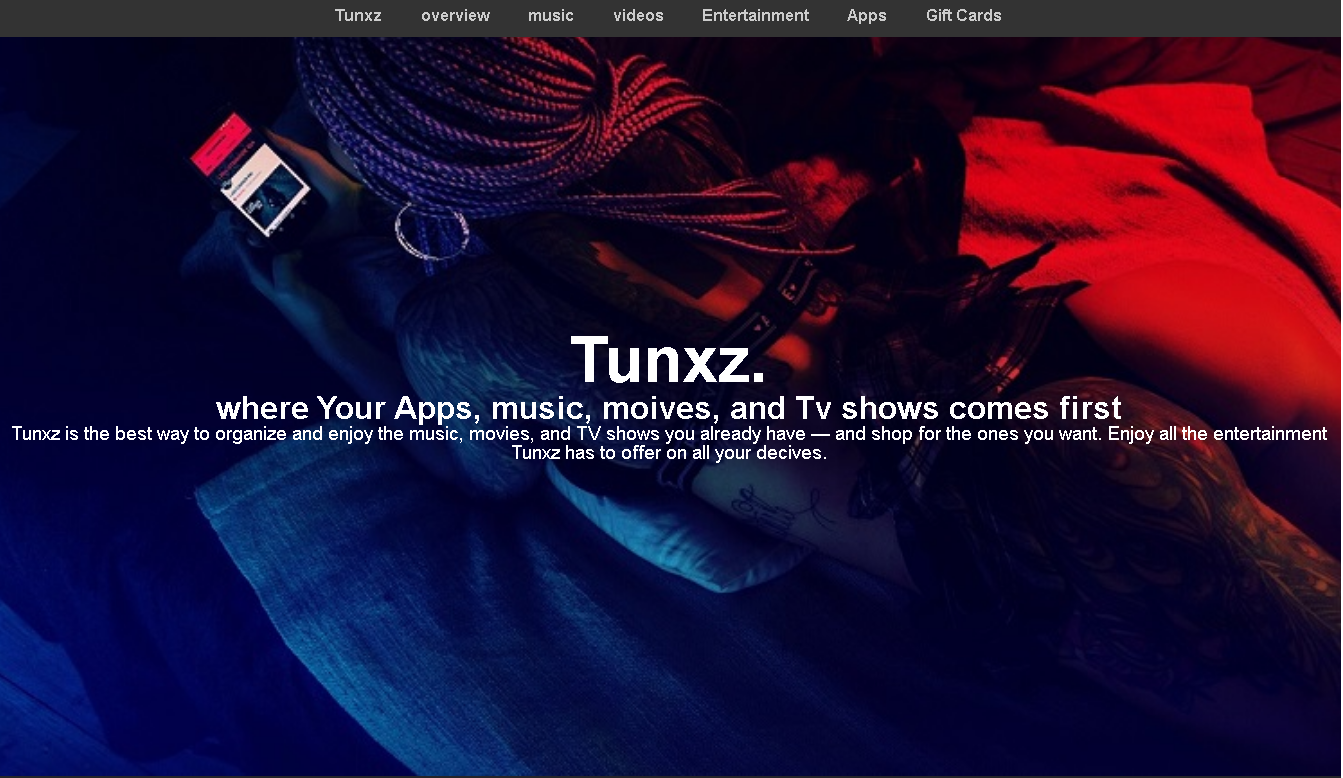 Tunxz overview music videos Entertainment Apps Gift Cards
Tunxz.
where Your Apps, music, moives, and Tv shows comes first
Tunxz is the best way to organize and enjoy the music, movies, and TV shows you already have — and shop for the ones you want. Enjoy all the entertainment
Tunxz has to offer on all your decives.